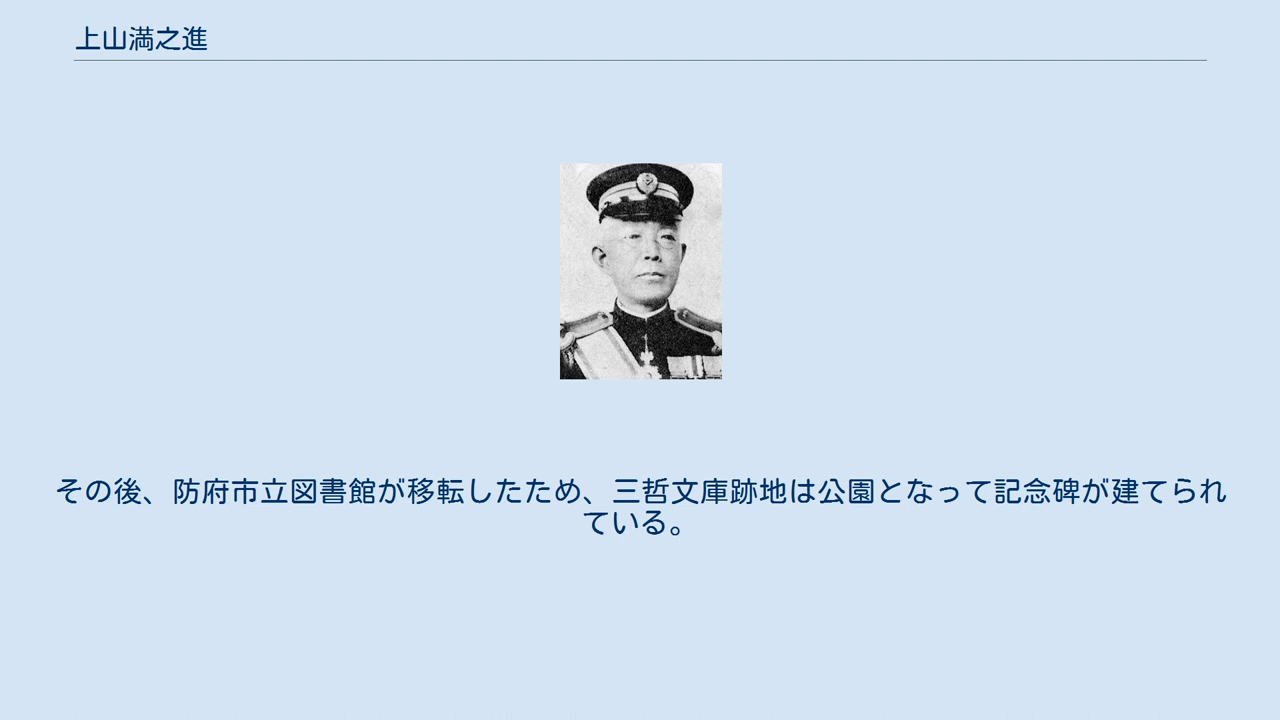 上山満之進
その後、防府市立図書館が移転したため、三哲文庫跡地は公園となって記念碑が建てられ
ている。